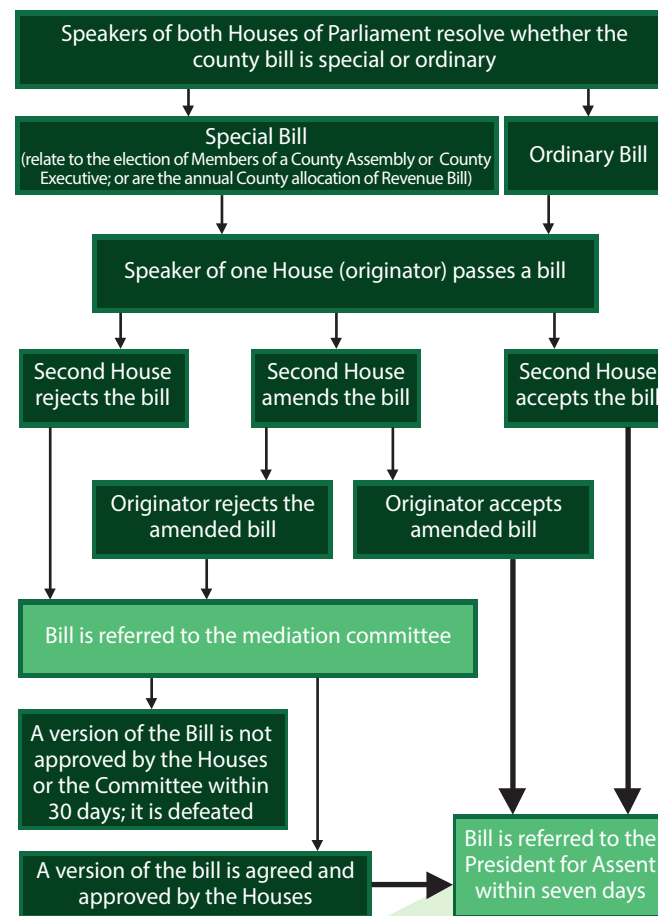 Speakers of both Houses of Parliament resolve whether the
county bill is special or ordinary
Special Bill
(relate to the election of Members of a County Assembly or County
Executive; or are the annual County allocation of Revenue Bill)
Ordinary Bill
Speaker of one House (originator) passes a bill
Second House
rejects the bill
Second House
amends the bill
Second House
accepts the bill
Originator rejects the
amended bill
Originator accepts
amended bill
Bill is referred to the mediation committee
A version of the Bill is not
approved by the Houses
or the Committee within
30 days; it is defeated
A version of the bill is agreed and
approved by the Houses
Bill is referred to the
President for Assent
within seven days